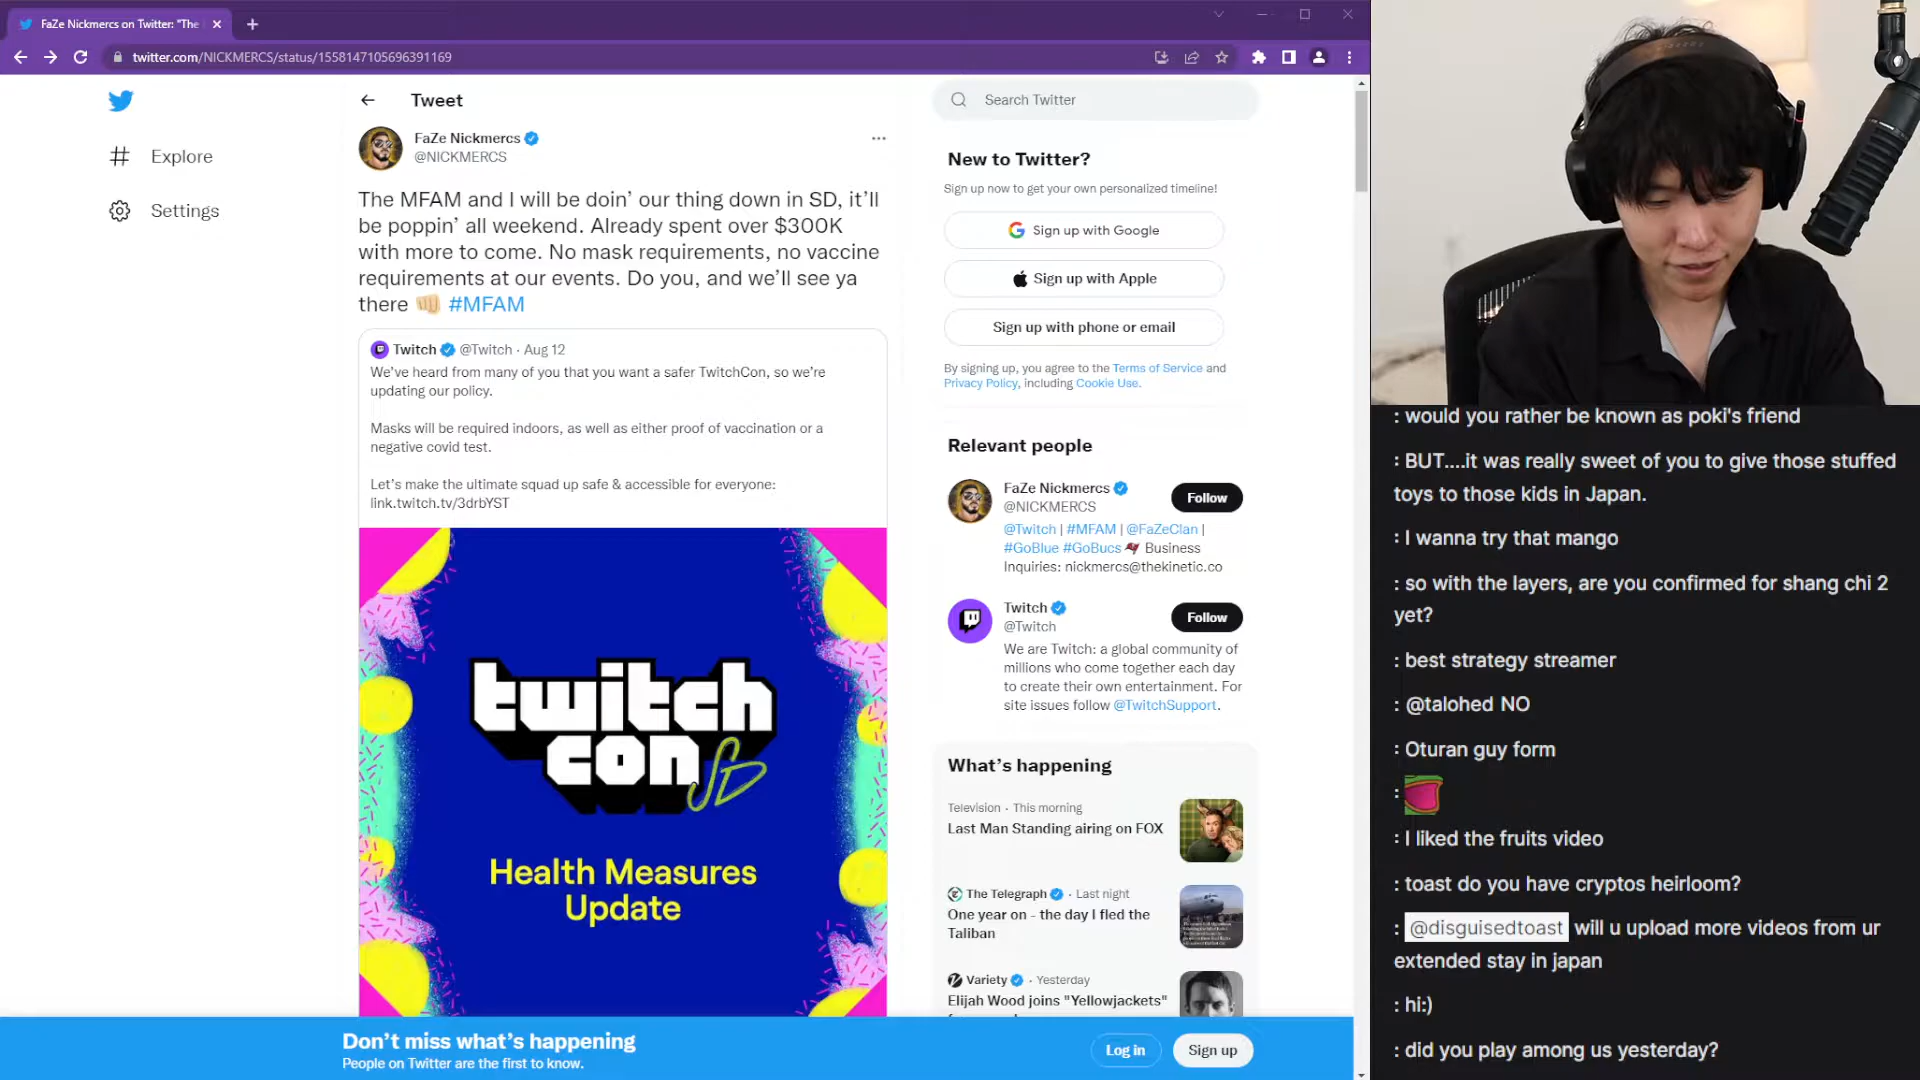 FaZe Nickmercs on Twitter: "The
twitter.com/NICKMERCS/status/1558147105696391169
Explore
Settings
Tweet
FaZe Nickmercs
@NICKMERCS
The MFAM and I will be doin’ our thing down in SD, it’ll
be poppin’ all weekend. Already spent over $300K
with more to come. No mask requirements, no vaccine
requirements at our events. Do you, and we’ll see ya
there 👊🏼 #MFAM
Twitch @Twitch · Aug 12
We’ve heard from many of you that you want a safer TwitchCon, so we’re
updating our policy.
Masks will be required indoors, as well as either proof of vaccination or a
negative covid test.
Let’s make the ultimate squad up safe & accessible for everyone:
link.twitch.tv/3drbYST
twitch
con SD
Health Measures
Update
Search Twitter
New to Twitter?
Sign up now to get your own personalized timeline!
Sign up with Google
Sign up with Apple
Sign up with phone or email
By signing up, you agree to the Terms of Service and
Privacy Policy, including Cookie Use.
Relevant people
FaZe Nickmercs
@NICKMERCS
Follow
@Twitch | #MFAM | @FaZeClan |
#GoBlue #GoBucs Business
Inquiries: nickmercs@thekinetic.co
Twitch
@Twitch
Follow
We are Twitch: a global community of
millions who come together each day
to create their own entertainment. For
site issues follow @TwitchSupport.
What’s happening
Television · This morning
Last Man Standing airing on FOX
The Telegraph · Last night
One year on - the day I fled the
Taliban
Variety · Yesterday
Elijah Wood joins "Yellowjackets"
Don’t miss what’s happening
People on Twitter are the first to know.
Log in
Sign up
: would you rather be known as poki's friend
: BUT....it was really sweet of you to give those stuffed
toys to those kids in Japan.
: I wanna try that mango
: so with the layers, are you confirmed for shang chi 2
yet?
: best strategy streamer
: @talohed NO
: Oturan guy form
:
: I liked the fruits video
: toast do you have cryptos heirloom?
: @disguisedtoast will u upload more videos from ur
extended stay in japan
: hi:)
: did you play among us yesterday?